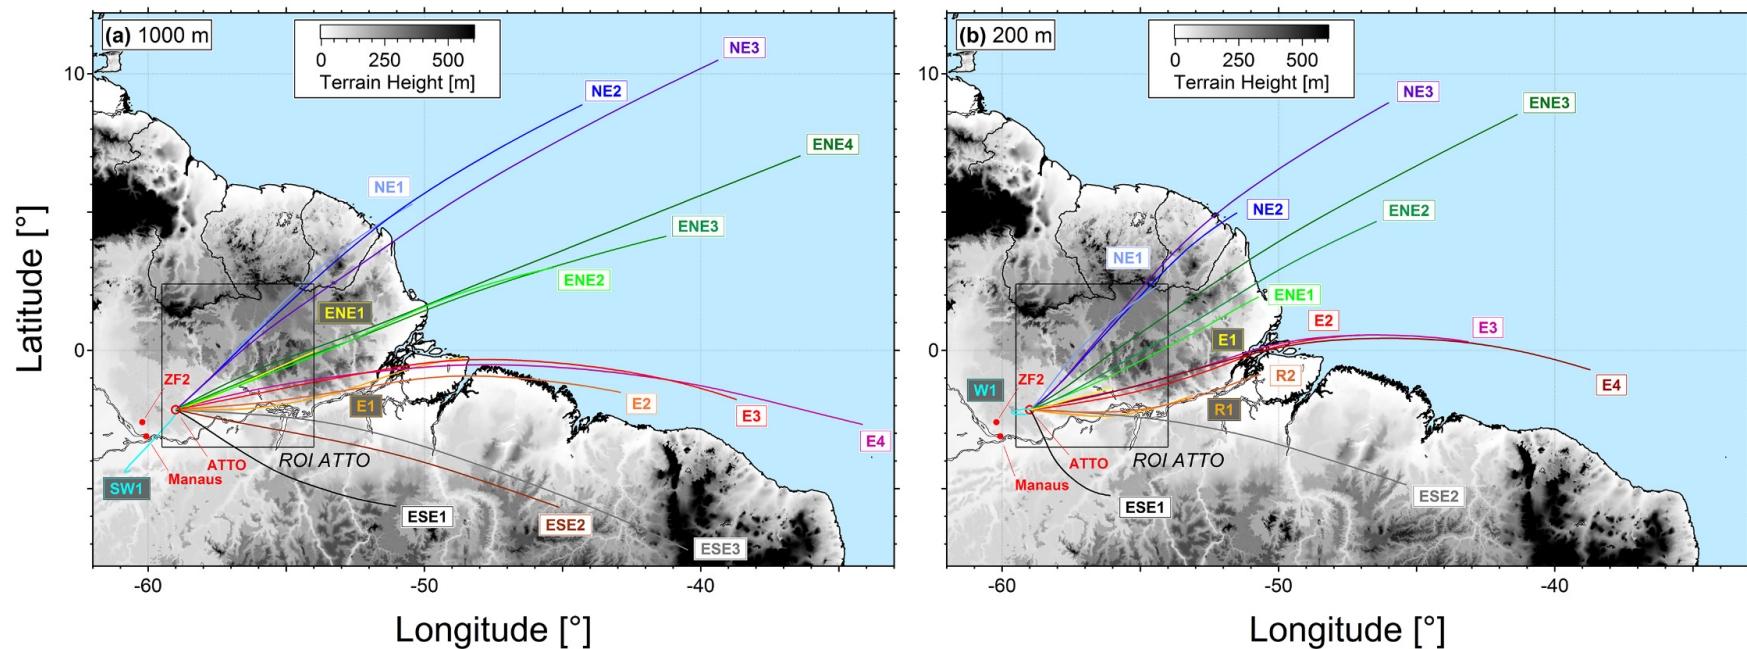 (a) 1000 m
0 250 500
Terrain Height [m]
NE3
NE2
ENE4
NE1
ENE3
ENE2
ENE1
ZF2
E1
E2
E3
E4
ATTO
ROI ATTO
Manaus
SW1
ESE1
ESE2
ESE3
10
0
-60 -50 -40
Latitude [°]
Longitude [°]
(b) 200 m
0 250 500
Terrain Height [m]
NE3
ENE3
NE2
ENE2
NE1
ENE1
E2
E3
E1
W1
ZF2
R2
E4
R1
ATTO
ROI ATTO
Manaus
ESE2
ESE1
10
0
-60 -50 -40
Longitude [°]